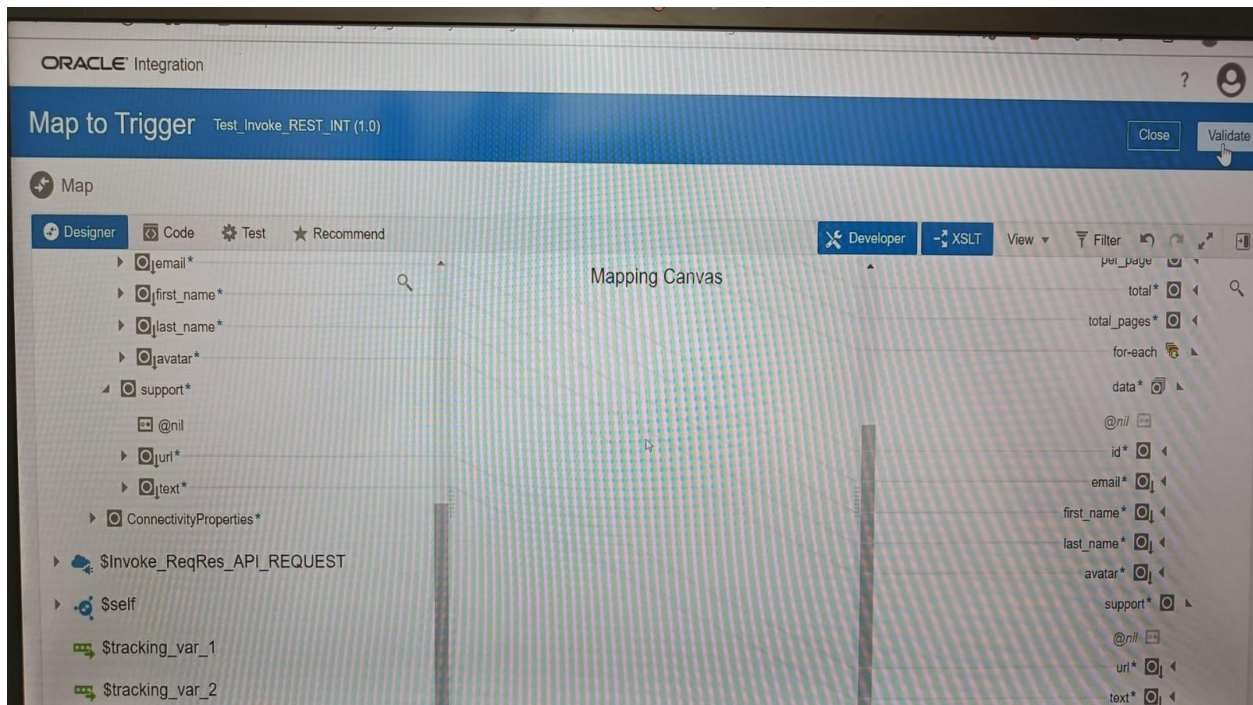 ORACLE Integration
?
Map to Trigger Test_Invoke_REST_INT (1.0)
Close
Validate
Map
Designer
Code
Test
Recommend
Developer
XSLT
View
Filter
Mapping Canvas
email*
first_name*
last_name*
avatar*
support*
@nil
url*
text*
ConnectivityProperties*
$Invoke_ReqRes_API_REQUEST
$self
$tracking_var_1
$tracking_var_2
per_page
total*
total_pages*
for-each
data*
@nil
id*
email*
first_name*
last_name*
avatar*
support*
@nil
url*
text*